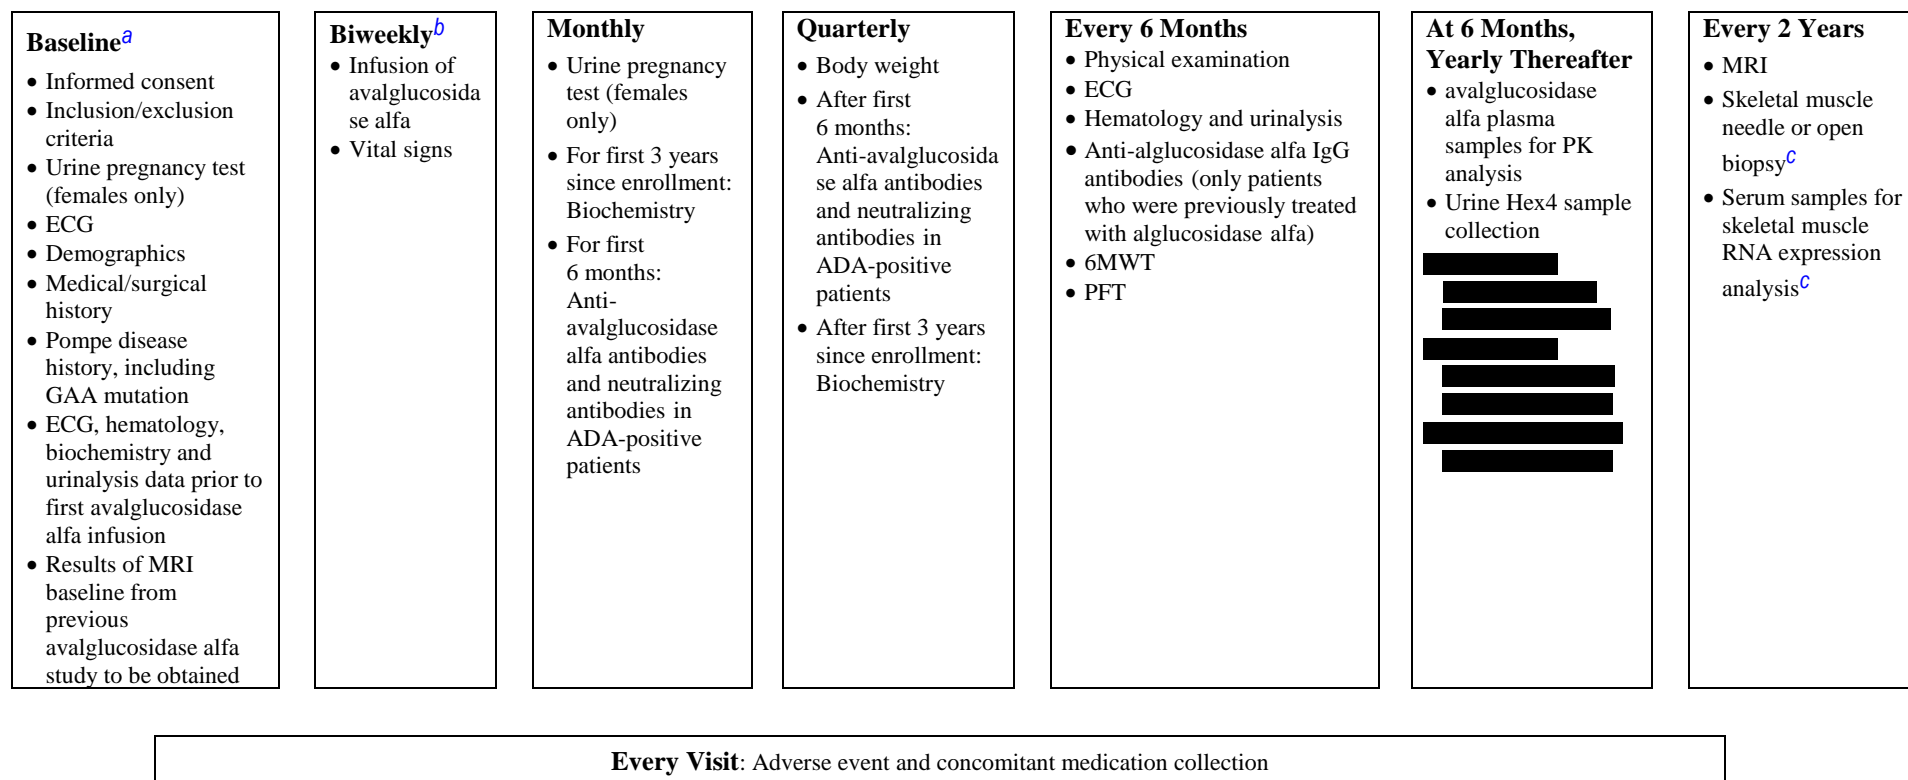 Baselinea
• Informed consent
• Inclusion/exclusion
criteria
• Urine pregnancy test
(females only)
• ECG
• Demographics
• Medical/surgical
history
• Pompe disease
history, including
GAA mutation
• ECG, hematology,
biochemistry and
urinalysis data prior to
first avalglucosidase
alfa infusion
• Results of MRI
baseline from
previous
avalglucosidase alfa
study to be obtained
Biweeklyb
• Infusion of
avalglucosida
se alfa
• Vital signs
Monthly
• Urine pregnancy
test (females
only)
• For first 3 years
since enrollment:
Biochemistry
• For first
6 months:
Anti-
avalglucosidase
alfa antibodies
and neutralizing
antibodies in
ADA-positive
patients
Quarterly
• Body weight
• After first
6 months:
Anti-avalglucosida
se alfa antibodies
and neutralizing
antibodies in
ADA-positive
patients
• After first 3 years
since enrollment:
Biochemistry
Every 6 Months
• Physical examination
• ECG
• Hematology and urinalysis
• Anti-alglucosidase alfa IgG
antibodies (only patients
who were previously treated
with alglucosidase alfa)
• 6MWT
• PFT
At 6 Months,
Yearly Thereafter
• avalglucosidase
alfa plasma
samples for PK
analysis
• Urine Hex4 sample
collection
Every 2 Years
• MRI
• Skeletal muscle
needle or open
biopsyc
• Serum samples for
skeletal muscle
RNA expression
analysisc
Every Visit: Adverse event and concomitant medication collection